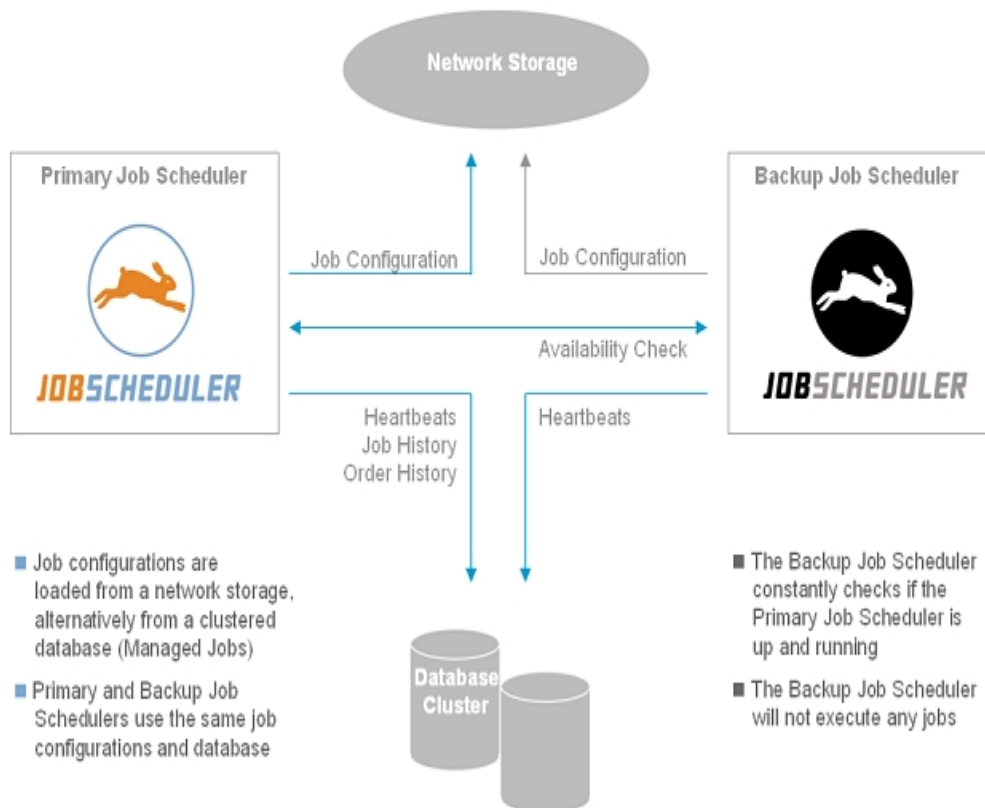 Network Storage
Primary Job Scheduler
Backup Job Scheduler
Job Configuration
Job Configuration
JOBSCHEDULER
Availability Check
JOBSCHEDULER
Heartbeats
Job History
Order History
Heartbeats
Job configurations are
loaded from a network storage,
alternatively from a clustered
database (Managed Jobs)
Primary and Backup Job
Schedulers use the same job
configurations and database
Database
Cluster
The Backup Job Scheduler
constantly checks if the
Primary Job Scheduler is
up and running
The Backup Job Scheduler
will not execute any jobs